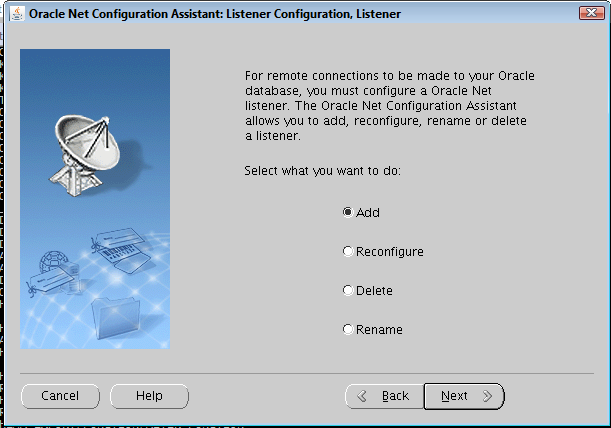 Oracle Net Configuration Assistant: Listener Configuration, Listener
For remote connections to be made to your Oracle
database, you must configure a Oracle Net
listener. The Oracle Net Configuration Assistant
allows you to add, reconfigure, rename or delete
a listener.
Select what you want to do:
Add
Reconfigure
Delete
Rename
Cancel
Help
Back
Next